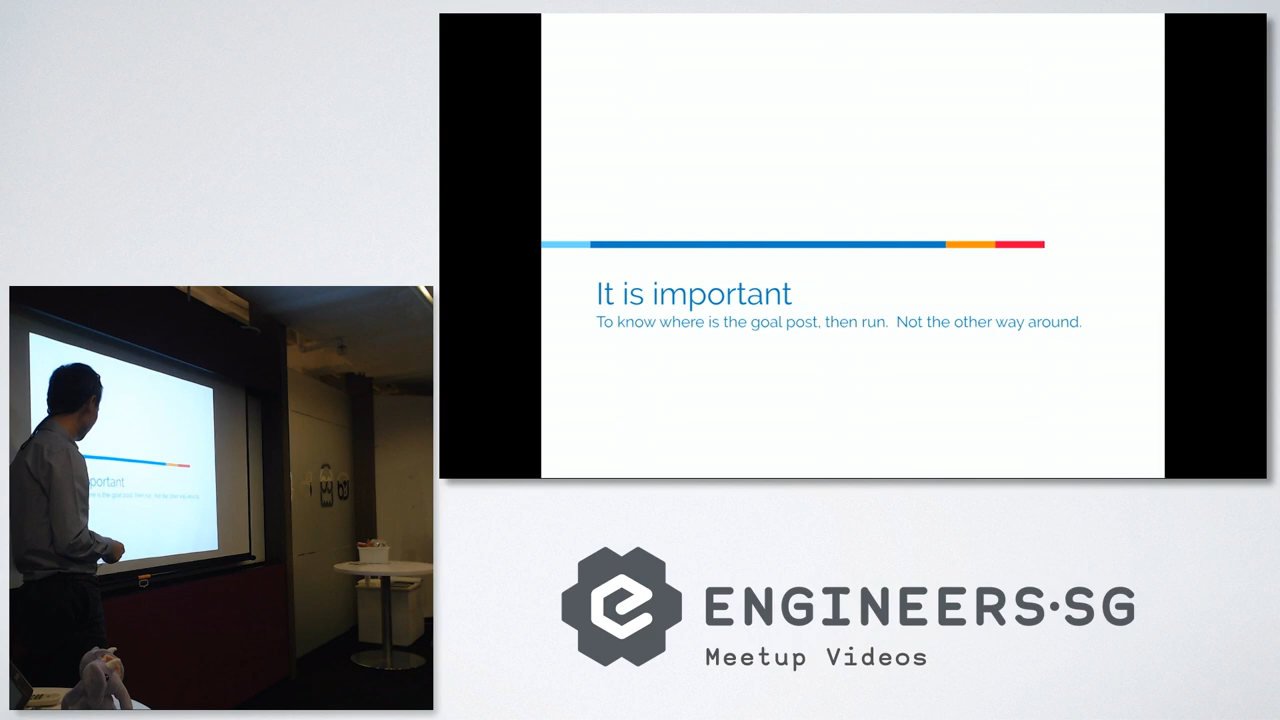 It is important
To know where is the goal post, then run. Not the other way around.
portant
ENGINEERS·SG
Meetup Videos